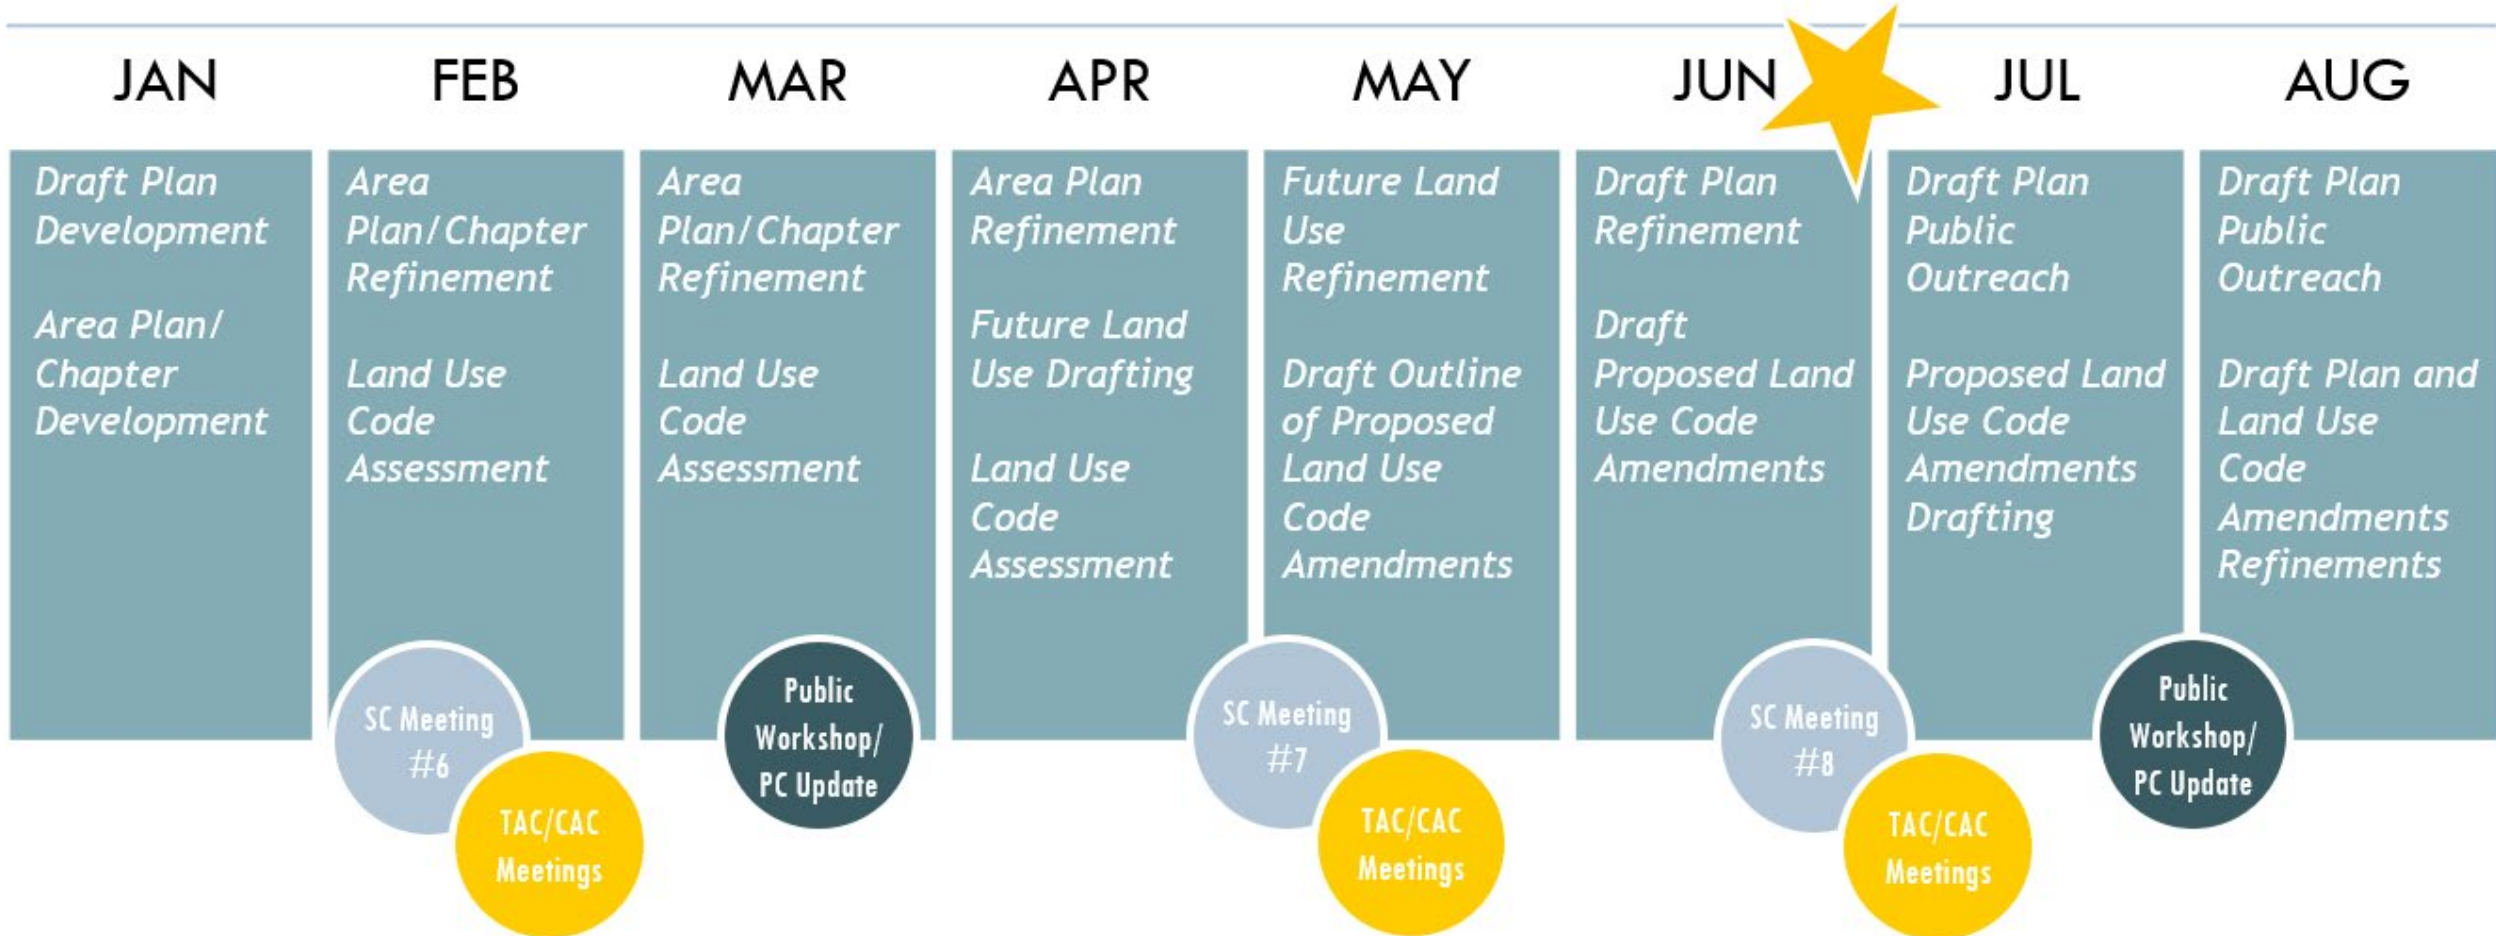 JAN
FEB
MAR
APR
MAY
JUN
JUL
AUG
Draft Plan
Development
Area Plan/
Chapter
Development
Area
Plan/Chapter
Refinement
Land Use
Code
Assessment
Area
Plan/Chapter
Refinement
Land Use
Code
Assessment
Area Plan
Refinement
Future Land
Use Drafting
Land Use
Code
Assessment
Future Land
Use
Refinement
Draft Outline
of Proposed
Land Use
Code
Amendments
Draft Plan
Refinement
Draft
Proposed Land
Use Code
Amendments
Draft Plan
Public
Outreach
Proposed Land
Use Code
Amendments
Drafting
Draft Plan
Public
Outreach
Draft Plan and
Land Use
Code
Amendments
Refinements
SC Meeting
#6
TAC/CAC
Meetings
Public
Workshop/
PC Update
SC Meeting
#7
TAC/CAC
Meetings
SC Meeting
#8
TAC/CAC
Meetings
Public
Workshop/
PC Update